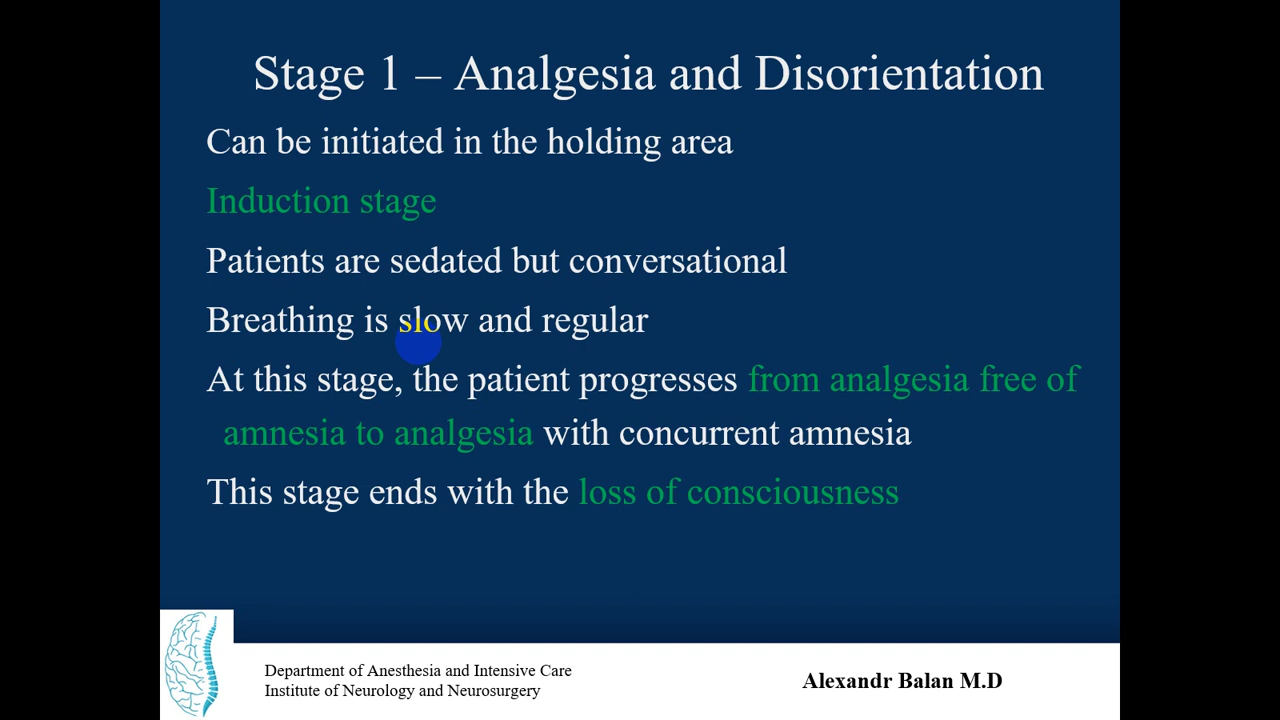 Stage 1 – Analgesia and Disorientation
Can be initiated in the holding area
Induction stage
Patients are sedated but conversational
Breathing is slow and regular
At this stage, the patient progresses from analgesia free of
amnesia to analgesia with concurrent amnesia
This stage ends with the loss of consciousness
Department of Anesthesia and Intensive Care
Institute of Neurology and Neurosurgery
Alexandr Balan M.D